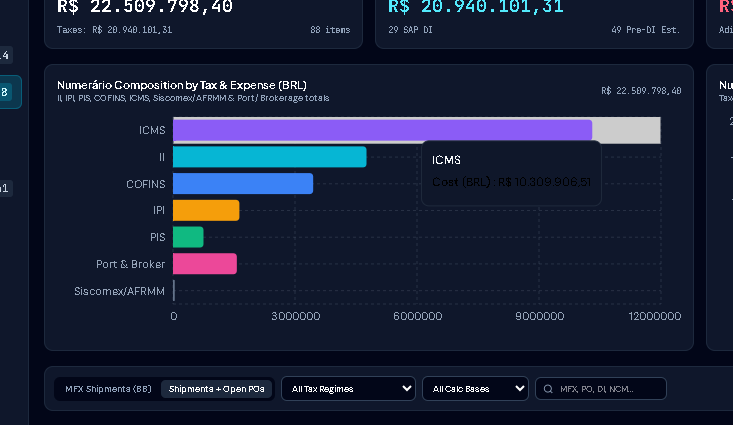 R$ 22.509.798,40
R$ 20.940.101,31
Taxes: R$ 20.940.101,31
88 items
29 SAP DI
49 Pre-DI Est.
Numerário Composition by Tax & Expense (BRL)
II, IPI, PIS, COFINS, ICMS, Siscomex/AFRMM & Port/Brokerage totals
R$ 22.509.798,40
ICMS
II
ICMS
COFINS
Cost (BRL) : R$ 10.309.906,51
IPI
PIS
Port & Broker
Siscomex/AFRMM
0
3000000
6000000
9000000
12000000
MFX Shipments (BB)
Shipments + Open POs
All Tax Regimes
All Calc Bases
MFX, PO, DI, NCM...